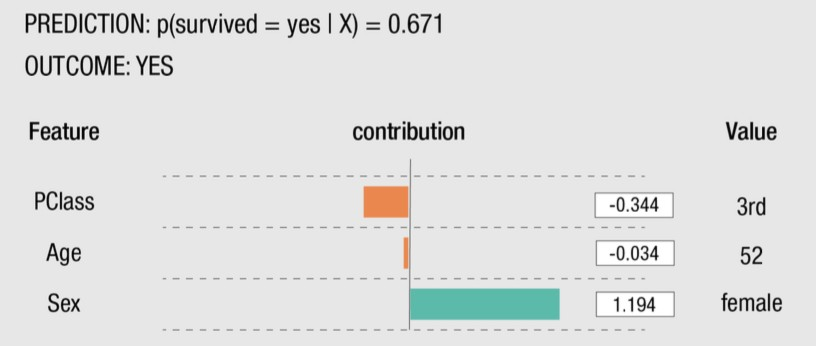 PREDICTION: p(survived = yes | X) = 0.671
OUTCOME: YES
Feature contribution Value
PClass -0.344 3rd
Age -0.034 52
Sex 1.194 female